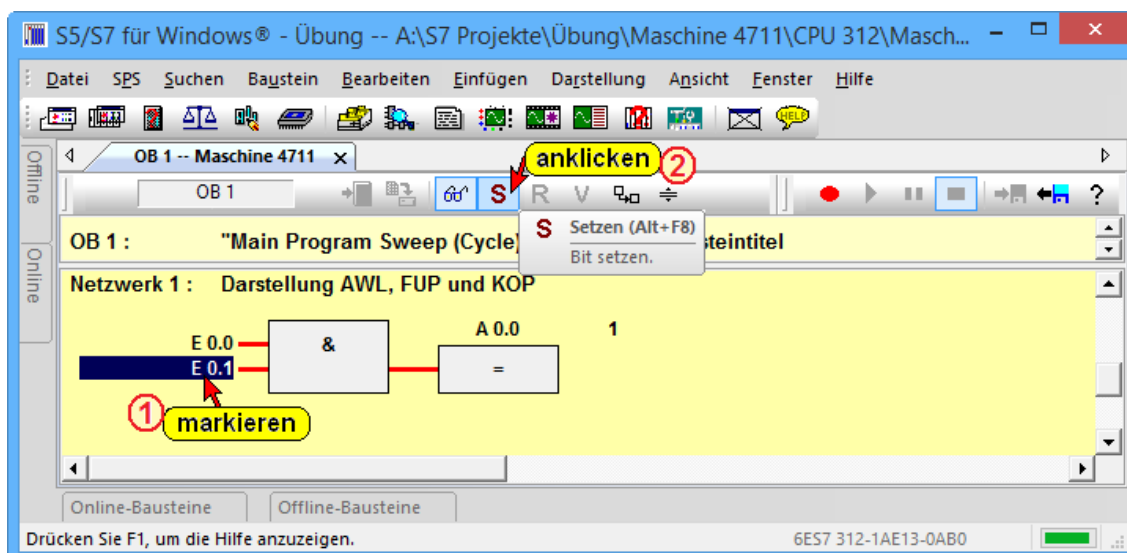 S5/S7 für Windows® - Übung -- A:\S7 Projekte\Übung\Maschine 4711\CPU 312\Masch...
Datei SPS Suchen Baustein Bearbeiten Einfügen Darstellung Ansicht Fenster Hilfe
HELP
Offline
Online
OB 1 -- Maschine 4711 x
anklicken 2
OB 1 S R V ?
S Setzen (Alt+F8)
Bit setzen.
OB 1 : "Main Program Sweep (Cycle) steintitel
Netzwerk 1 : Darstellung AWL, FUP und KOP
A 0.0 1
E 0.0 &
E 0.1 =
1 markieren
Online-Bausteine Offline-Bausteine
Drücken Sie F1, um die Hilfe anzuzeigen. 6ES7 312-1AE13-0AB0